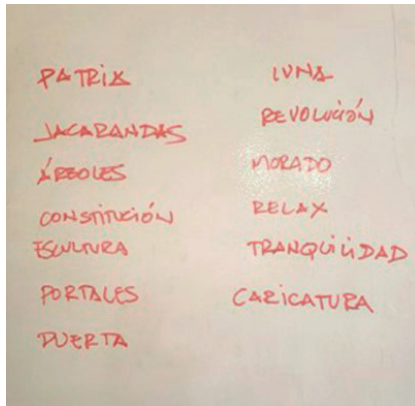 PATRIA
JACARANDAS
ÁRBOLES
CONSTITUCIÓN
ESCULTURA
PORTALES
PUERTA
LUNA
REVOLUCIÓN
MORADO
RELAX
TRANQUILIDAD
CARICATURA